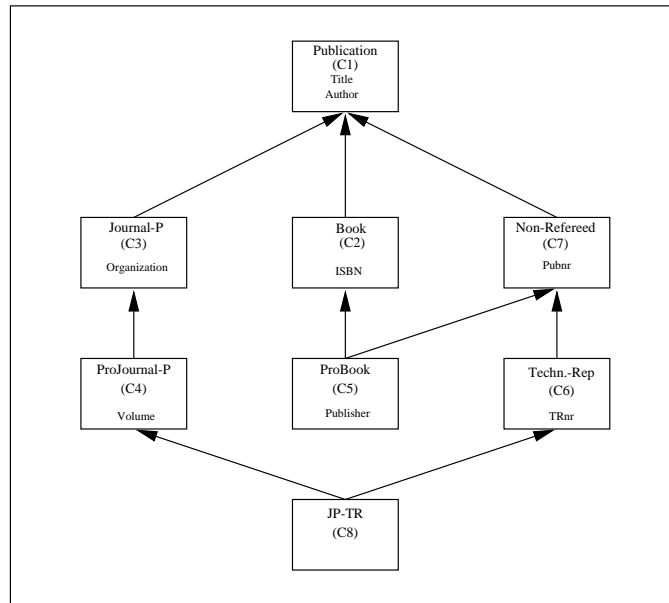 Publication
(C1)
Title
Author
Journal-P
(C3)
Organization
Book
(C2)
ISBN
Non-Refereed
(C7)
Pubnr
ProJournal-P
(C4)
Volume
ProBook
(C5)
Publisher
Techn.-Rep
(C6)
TRnr
JP-TR
(C8)